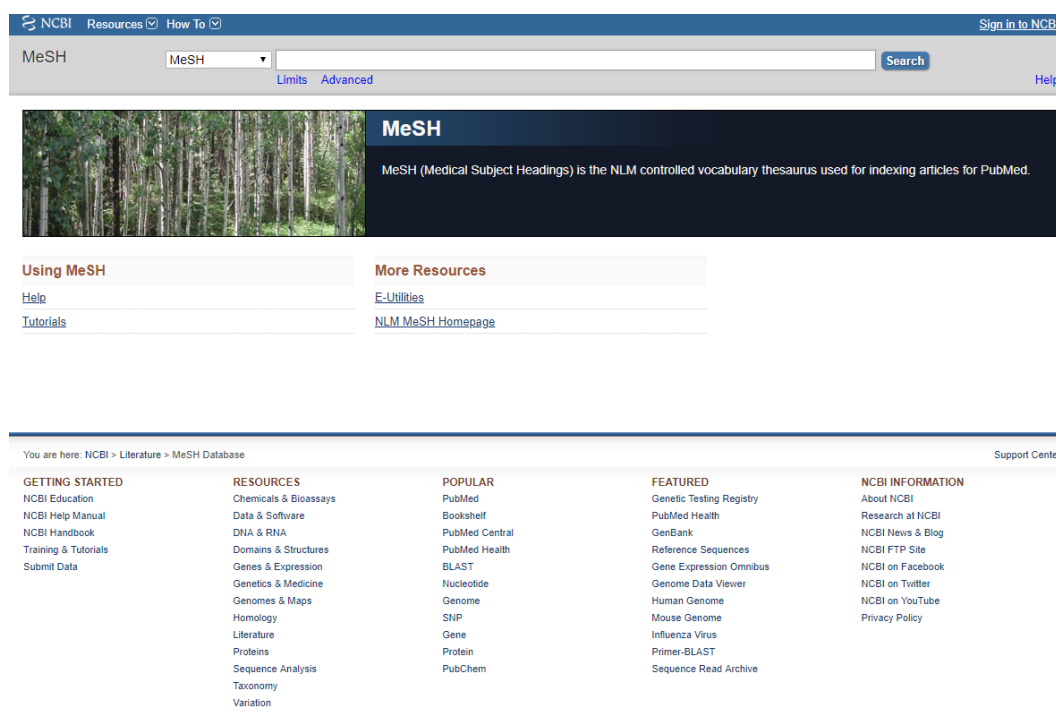 NCBI Resources How To Sign in to NCB
MeSH MeSH Search
Limits Advanced Help
MeSH
MeSH (Medical Subject Headings) is the NLM controlled vocabulary thesaurus used for indexing articles for PubMed.
Using MeSH More Resources
Help E-Utilities
Tutorials NLM MeSH Homepage
You are here: NCBI > Literature > MeSH Database Support Cente
GETTING STARTED RESOURCES POPULAR FEATURED NCBI INFORMATION
NCBI Education Chemicals & Bioassays PubMed Genetic Testing Registry About NCBI
NCBI Help Manual Data & Software Bookshelf PubMed Health Research at NCBI
NCBI Handbook DNA & RNA PubMed Central GenBank NCBI News & Blog
Training & Tutorials Domains & Structures PubMed Health Reference Sequences NCBI FTP Site
Submit Data Genes & Expression BLAST Gene Expression Omnibus NCBI on Facebook
Genetics & Medicine Nucleotide Genome Data Viewer NCBI on Twitter
Genomes & Maps Genome Human Genome NCBI on YouTube
Homology SNP Mouse Genome Privacy Policy
Literature Gene Influenza Virus
Proteins Protein Primer-BLAST
Sequence Analysis PubChem Sequence Read Archive
Taxonomy
Variation